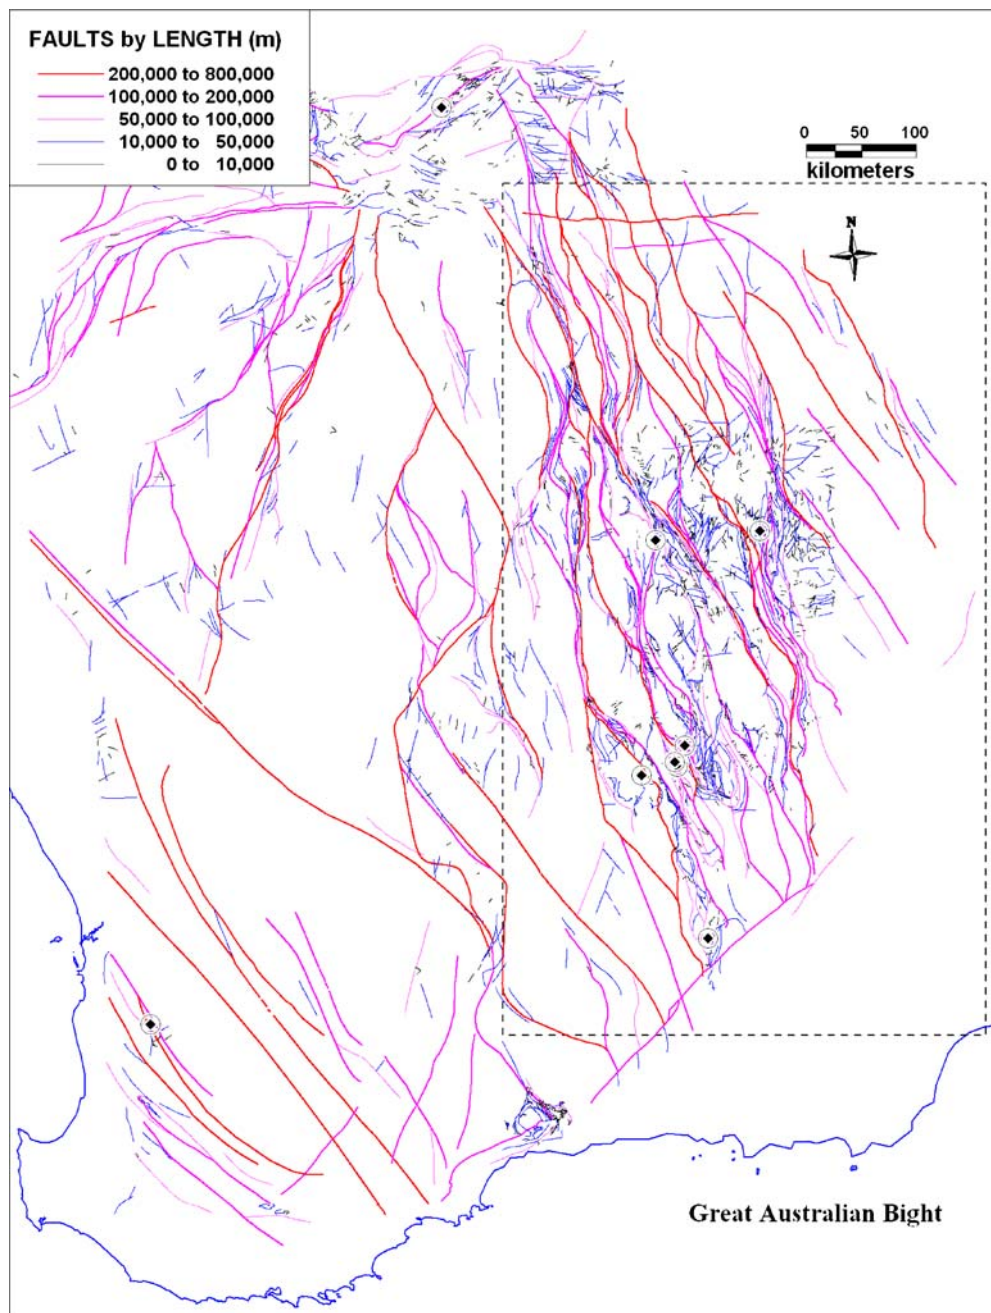 FAULTS by LENGTH (m)
200,000 to 800,000
100,000 to 200,000
50,000 to 100,000
10,000 to 50,000
0 to 10,000
0 50 100
kilometers
N
Great Australian Bight